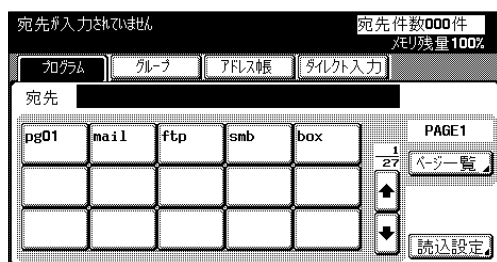 宛先が入力されていません 宛先件数000件
メモリ残量100%
プログラム グループ アドレス帳 ダイレクト入力
宛先
pg01 mail ftp smb box PAGE1
1
27 ページ一覧
読込設定